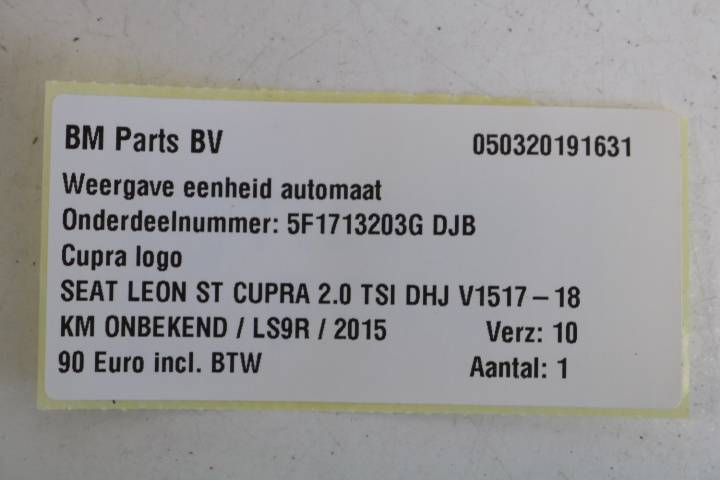 BM Parts BV 050320191631
Weergave eenheid automaat
Onderdeelnummer: 5F1713203G DJB
Cupra logo
SEAT LEON ST CUPRA 2.0 TSI DHJ V1517 – 18
KM ONBEKEND / LS9R / 2015 Verz: 10
90 Euro incl. BTW Aantal: 1